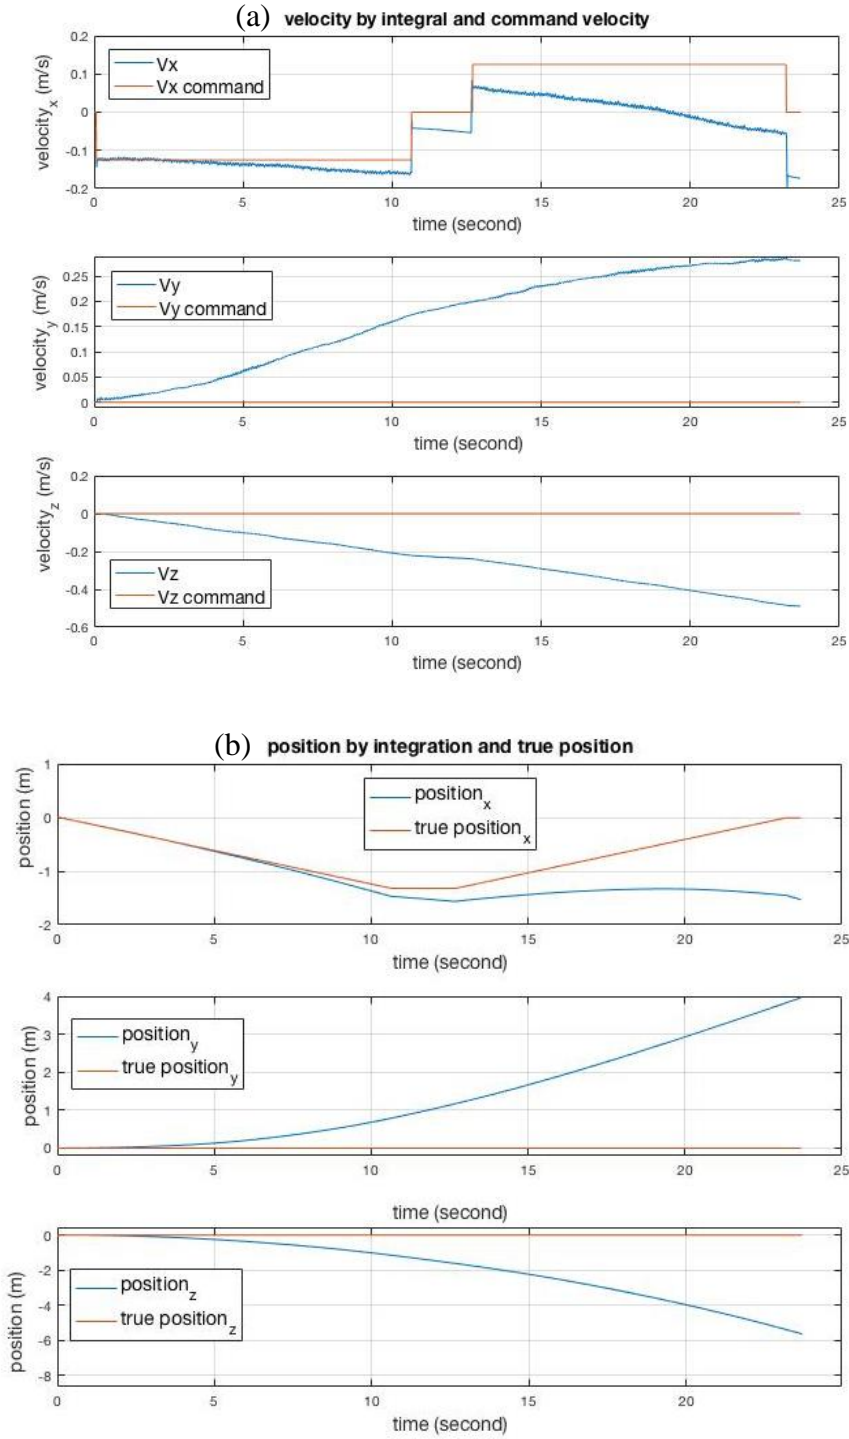 (a) velocity by integral and command velocity
0.2
0.1
0
-0.1
-0.2
velocity_x (m/s)
Vx
Vx command
0 5 10 15 20 25
time (second)
0.25
0.2
0.15
0.1
0.05
0
velocity_y (m/s)
Vy
Vy command
0 5 10 15 20 25
time (second)
0.2
0
-0.2
-0.4
-0.6
velocity_z (m/s)
Vz
Vz command
0 5 10 15 20 25
time (second)
(b) position by integration and true position
1
0
-1
-2
position (m)
position_x
true position_x
0 5 10 15 20 25
time (second)
4
3
2
1
0
position (m)
position_y
true position_y
0 5 10 15 20 25
time (second)
0
-2
-4
-6
-8
position (m)
position_z
true position_z
0 5 10 15 20 25
time (second)